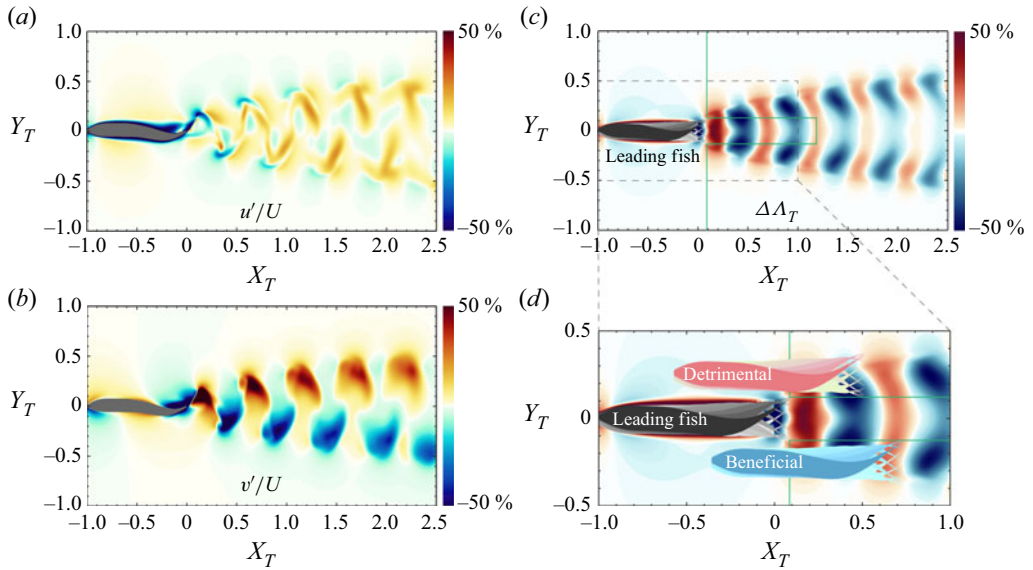 (a)
50 %
1.0
0.5
Y_T
0
–0.5
u′/U
–1.0
–50 %
–1.0
–0.5
0
0.5
1.0
1.5
2.0
2.5
X_T
(b)
50 %
1.0
0.5
Y_T
0
–0.5
v′/U
–1.0
–50 %
–1.0
–0.5
0
0.5
1.0
1.5
2.0
2.5
X_T
(c)
50 %
1.0
0.5
Y_T
0
Leading fish
–0.5
ΔΛ_T
–1.0
–50 %
–1.0
–0.5
0
0.5
1.0
1.5
2.0
2.5
X_T
(d)
0.5
Detrimental
Y_T
0
Leading fish
Beneficial
–0.5
–1.0
–0.5
0
0.5
1.0
X_T